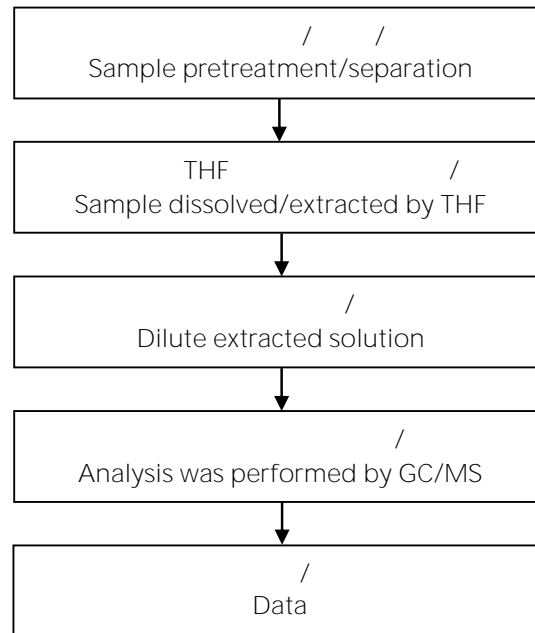 / /
Sample pretreatment/separation
THF /
Sample dissolved/extracted by THF
/
Dilute extracted solution
/
Analysis was performed by GC/MS
/
Data